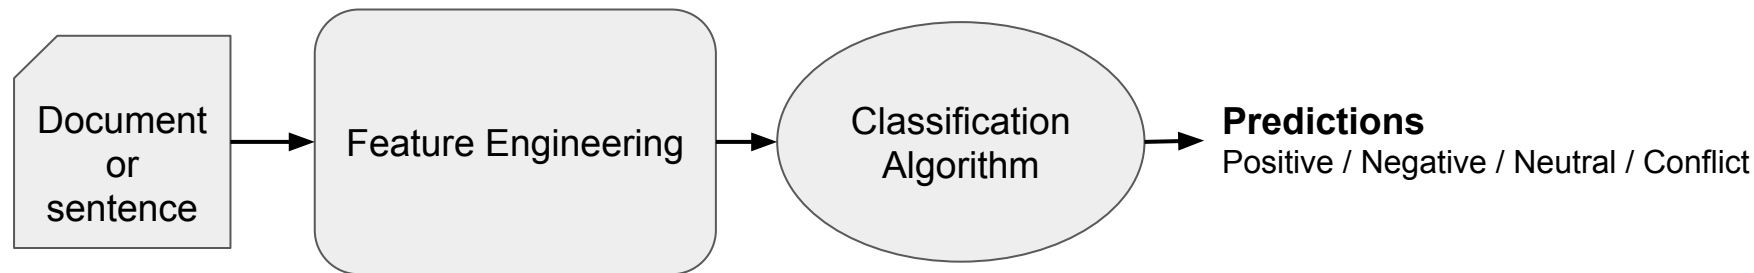 Document
or
sentence
Feature Engineering
Classification
Algorithm
Predictions
Positive / Negative / Neutral / Conflict